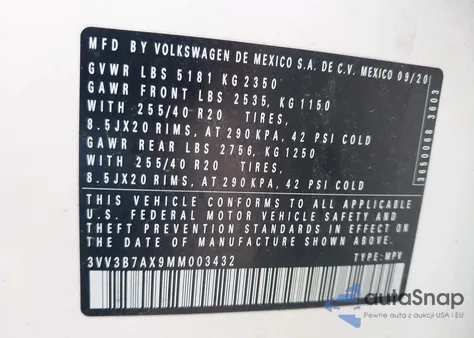 MFD BY VOLKSWAGEN DE MEXICO S.A. DE C.V. MEXICO 09/20
GVWR LBS 5181 KG 2350
GAWR FRONT LBS 2535, KG 1150
WITH 255/40 R20 TIRES,
8.5JX20 RIMS, AT 290KPA, 42 PSI COLD
GAWR REAR LBS 2756, KG 1250
WITH 255/40 R20 TIRES,
8.5JX20 RIMS, AT 290 KPA, 42 PSI COLD
THIS VEHICLE CONFORMS TO ALL APPLICABLE
U.S. FEDERAL MOTOR VEHICLE SAFETY AND
THEFT PREVENTION STANDARDS IN EFFECT ON
THE DATE OF MANUFACTURE SHOWN ABOVE
3VV3B7AX9MM003432 TYPE: MPV
3650068 3603
autaSnap
Pewne auta z aukcji USA i EU